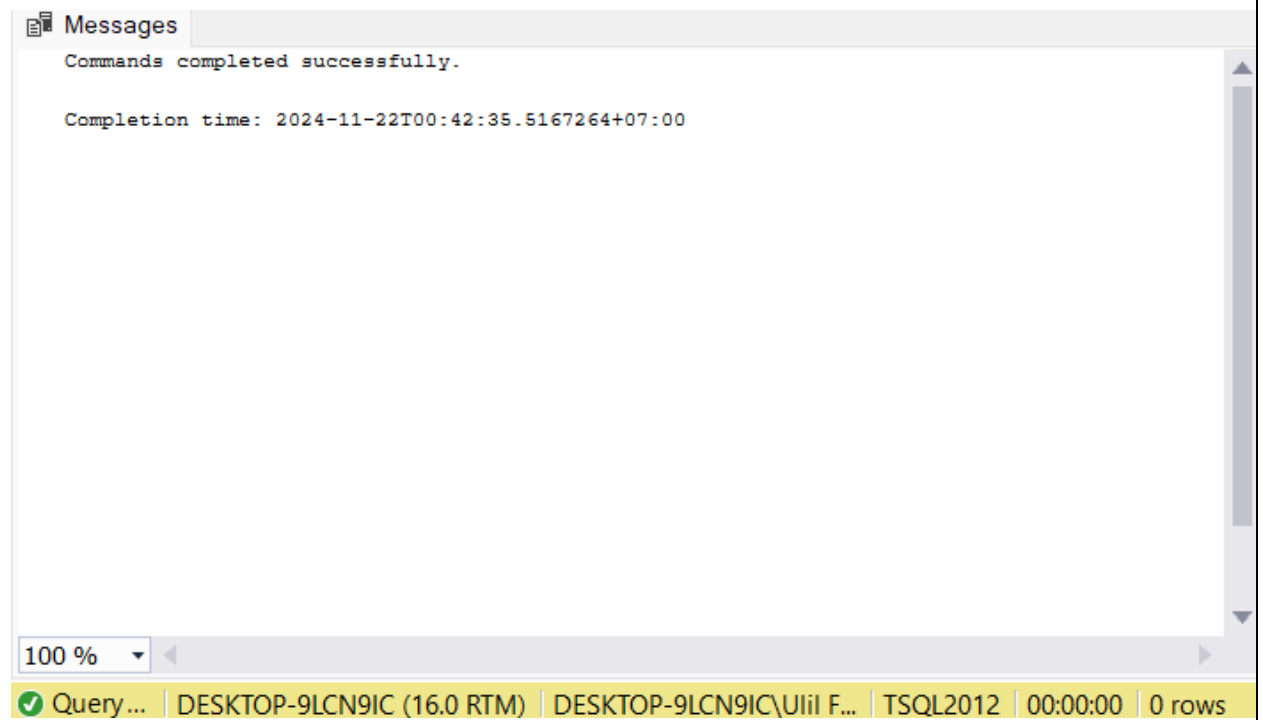 Messages
Commands completed successfully.
Completion time: 2024-11-22T00:42:35.5167264+07:00
100 %
Query... DESKTOP-9LCN9IC (16.0 RTM) DESKTOP-9LCN9IC\Ulil F... TSQL2012 00:00:00 0 rows